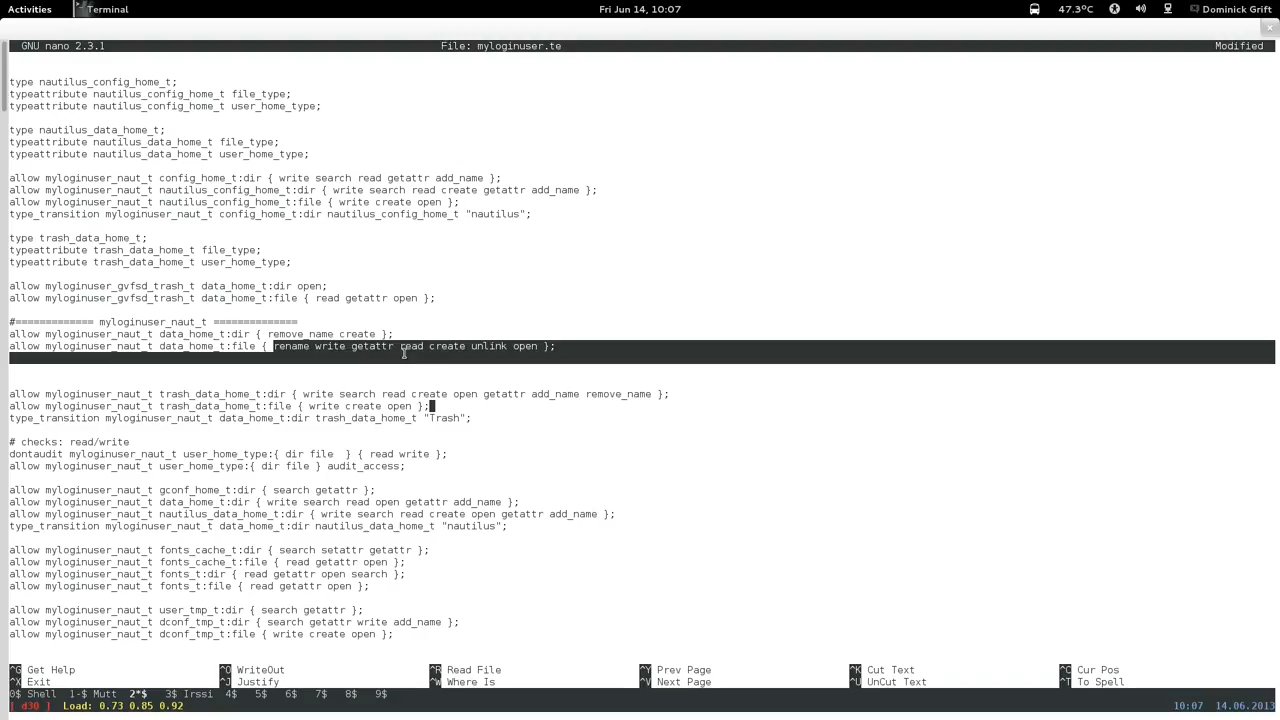 Activities Terminal Fri Jun 14, 10:07 47.3°C Dominick Grift
GNU nano 2.3.1 File: myloginuser.te Modified
type nautilus_config_home_t;
typeattribute nautilus_config_home_t file_type;
typeattribute nautilus_config_home_t user_home_type;
type nautilus_data_home_t;
typeattribute nautilus_data_home_t file_type;
typeattribute nautilus_data_home_t user_home_type;
allow myloginuser_naut_t config_home_t:dir { write search read getattr add_name };
allow myloginuser_naut_t nautilus_config_home_t:dir { write search read create getattr add_name };
allow myloginuser_naut_t nautilus_config_home_t:file { write create open };
type_transition myloginuser_naut_t config_home_t:dir nautilus_config_home_t "nautilus";
type trash_data_home_t;
typeattribute trash_data_home_t file_type;
typeattribute trash_data_home_t user_home_type;
allow myloginuser_gvfsd_trash_t data_home_t:dir open;
allow myloginuser_gvfsd_trash_t data_home_t:file { read getattr open };
#============= myloginuser_naut_t ==============
allow myloginuser_naut_t data_home_t:dir { remove_name create };
allow myloginuser_naut_t data_home_t:file { rename write getattr read create unlink open };
allow myloginuser_naut_t trash_data_home_t:dir { write search read create open getattr add_name remove_name };
allow myloginuser_naut_t trash_data_home_t:file { write create open };
type_transition myloginuser_naut_t data_home_t:dir trash_data_home_t "Trash";
# checks: read/write
dontaudit myloginuser_naut_t user_home_type:{ dir file  } { read write };
allow myloginuser_naut_t user_home_type:{ dir file } audit_access;
allow myloginuser_naut_t gconf_home_t:dir { search getattr };
allow myloginuser_naut_t data_home_t:dir { write search read open getattr add_name };
allow myloginuser_naut_t nautilus_data_home_t:dir { write search read create open getattr add_name };
type_transition myloginuser_naut_t data_home_t:dir nautilus_data_home_t "nautilus";
allow myloginuser_naut_t fonts_cache_t:dir { search setattr getattr };
allow myloginuser_naut_t fonts_cache_t:file { read getattr open };
allow myloginuser_naut_t fonts_t:dir { read getattr open search };
allow myloginuser_naut_t fonts_t:file { read getattr open };
allow myloginuser_naut_t user_tmp_t:dir { search getattr };
allow myloginuser_naut_t dconf_tmp_t:dir { search getattr write add_name };
allow myloginuser_naut_t dconf_tmp_t:file { write create open };
^G Get Help ^O WriteOut ^R Read File ^Y Prev Page ^K Cut Text ^C Cur Pos
^X Exit ^J Justify ^W Where Is ^V Next Page ^U UnCut Text ^T To Spell
0$ Shell 1-$ Mutt 2*$ 3$ Irssi 4$ 5$ 6$ 7$ 8$ 9$
[ d30 ] Load: 0.73 0.85 0.92 10:07 14.06.2013